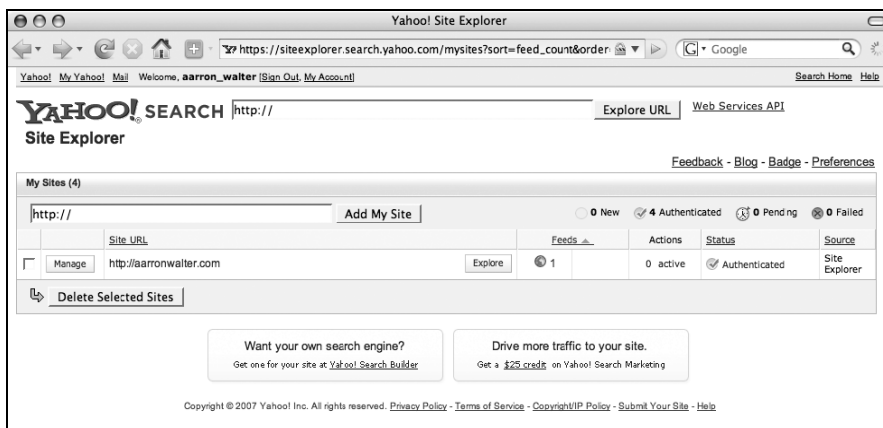 Yahoo! Site Explorer
https://siteexplorer.search.yahoo.com/mysites?sort=feed_count&order
G Google
Yahoo! My Yahoo! Mail Welcome, aarron_walter [Sign Out, My Account] Search Home Help
YAHOO! SEARCH http:// Explore URL Web Services API
Site Explorer
Feedback - Blog - Badge - Preferences
My Sites (4)
http:// Add My Site 0 New 4 Authenticated 0 Pending 0 Failed
Site URL Feeds Actions Status Source
Manage http://aarronwalter.com Explore 1 0 active Authenticated Site Explorer
Delete Selected Sites
Want your own search engine? Drive more traffic to your site.
Get one for your site at Yahoo! Search Builder Get a $25 credit on Yahoo! Search Marketing
Copyright © 2007 Yahoo! Inc. All rights reserved. Privacy Policy - Terms of Service - Copyright/IP Policy - Submit Your Site - Help